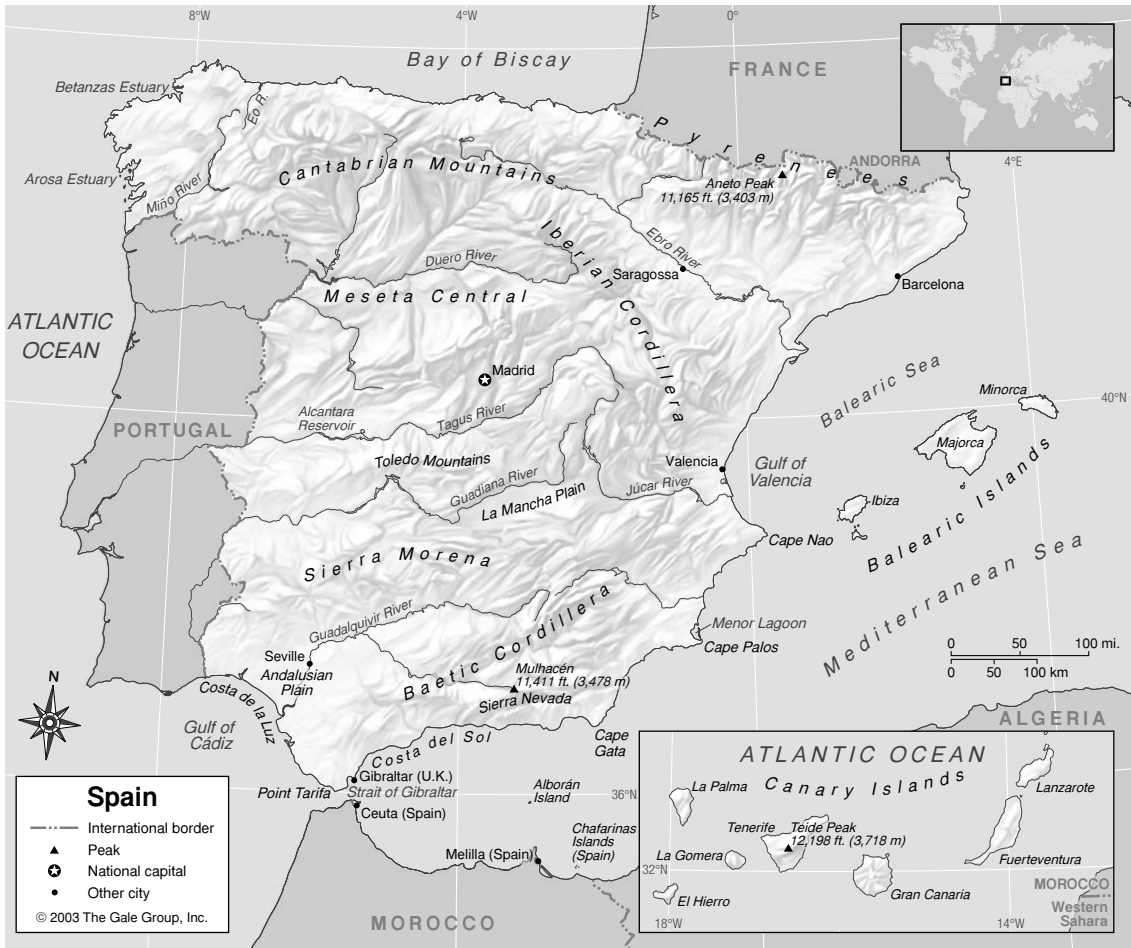 8°W
4°W
0°
Bay of Biscay
FRANCE
Betanzas Estuary
Eo R.
Pyrenees
ANDORRA
4°E
Cantabrian Mountains
Aneto Peak
11,165 ft. (3,403 m)
Arosa Estuary
Miño River
Iberian Cordillera
Ebro River
Duero River
Saragossa
Barcelona
Meseta Central
ATLANTIC
OCEAN
Madrid
Balearic Sea
Minorca
40°N
Alcantara
Reservoir
Tagus River
PORTUGAL
Majorca
Toledo Mountains
Valencia
Gulf of
Valencia
Guadiana River
Júcar River
La Mancha Plain
Ibiza
Balearic Islands
Cape Nao
Sierra Morena
Mediterranean Sea
Guadalquivir River
Baetic Cordillera
Menor Lagoon
Cape Palos
0 50 100 mi.
0 50 100 km
Seville
Andalusian
Plain
Mulhacén
11,411 ft. (3,478 m)
Sierra Nevada
N
Costa de la Luz
Gulf of
Cádiz
Costa del Sol
Cape
Gata
ALGERIA
Gibraltar (U.K.)
Point Tarifa
Strait of Gibraltar
Ceuta (Spain)
Alborán
Island
36°N
Melilla (Spain)
Chafarinas
Islands
(Spain)
MOROCCO
Spain
International border
Peak
National capital
Other city
© 2003 The Gale Group, Inc.
ATLANTIC OCEAN
Canary Islands
La Palma
Lanzarote
Tenerife
Teide Peak
12,198 ft. (3,718 m)
La Gomera
Fuerteventura
32°N
El Hierro
Gran Canaria
MOROCCO
Western
Sahara
18°W
14°W